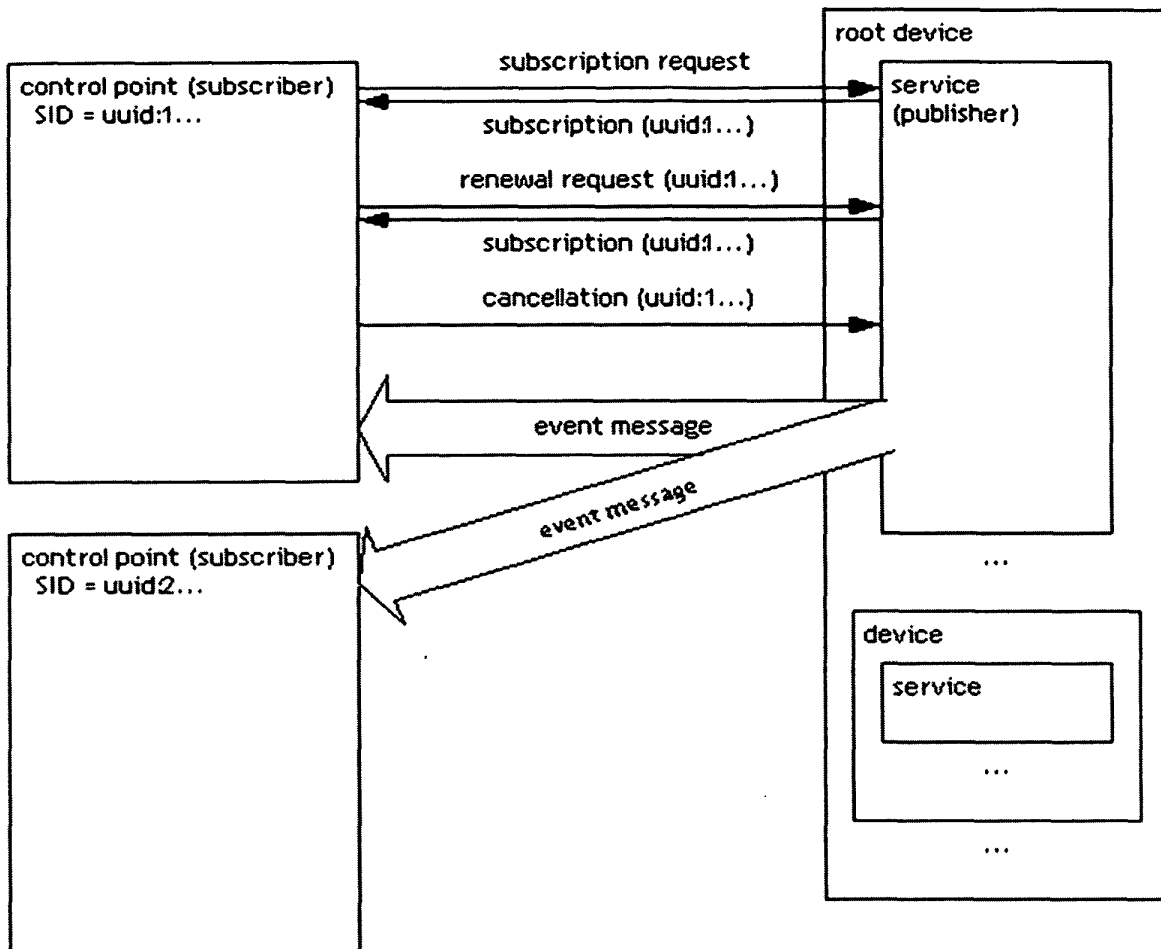 root device
subscription request
control point (subscriber)
SID = uuid:1...
service
(publisher)
subscription (uuid:1...)
renewal request (uuid:1...)
subscription (uuid:1...)
cancellation (uuid:1...)
event message
event message
control point (subscriber)
SID = uuid:2...
...
device
service
...
...